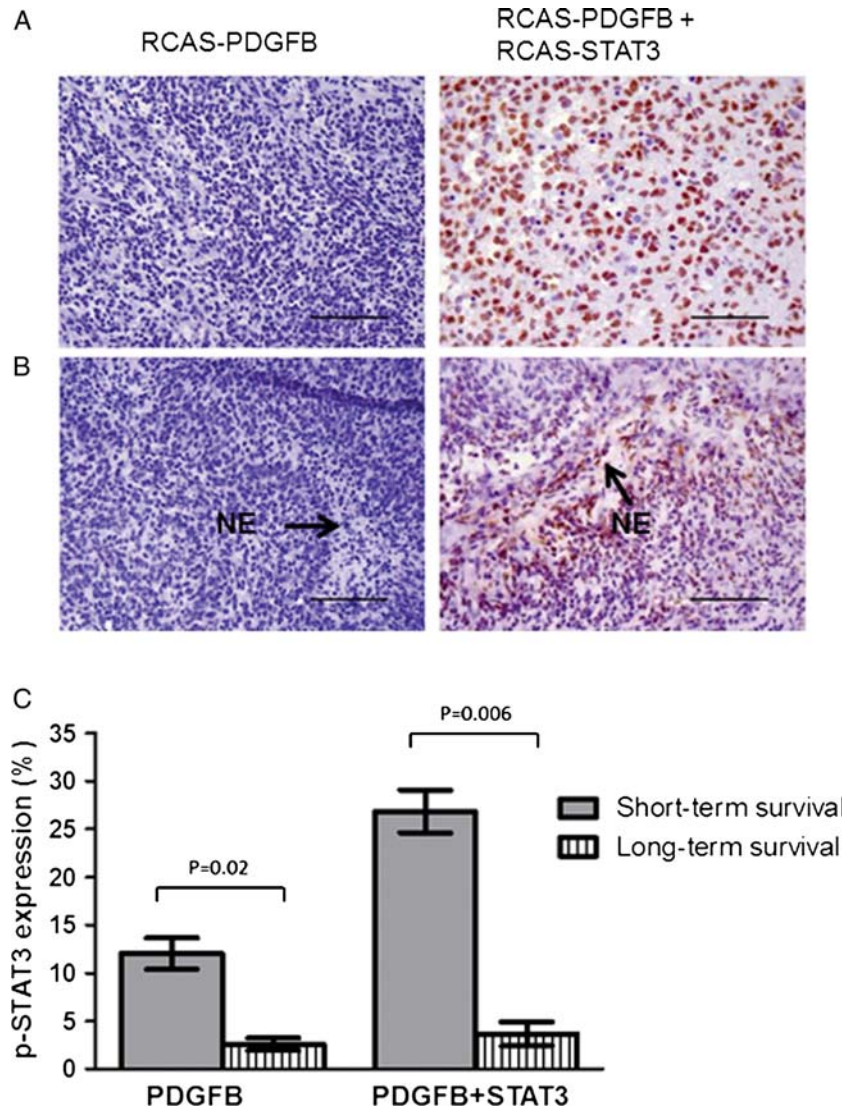 A
RCAS-PDGFB
RCAS-PDGFB +
RCAS-STAT3
B
NE
NE
C
P=0.006
P=0.02
p-STAT3 expression (%)
35
30
25
20
15
10
5
0
Short-term survival
Long-term survival
PDGFB
PDGFB+STAT3